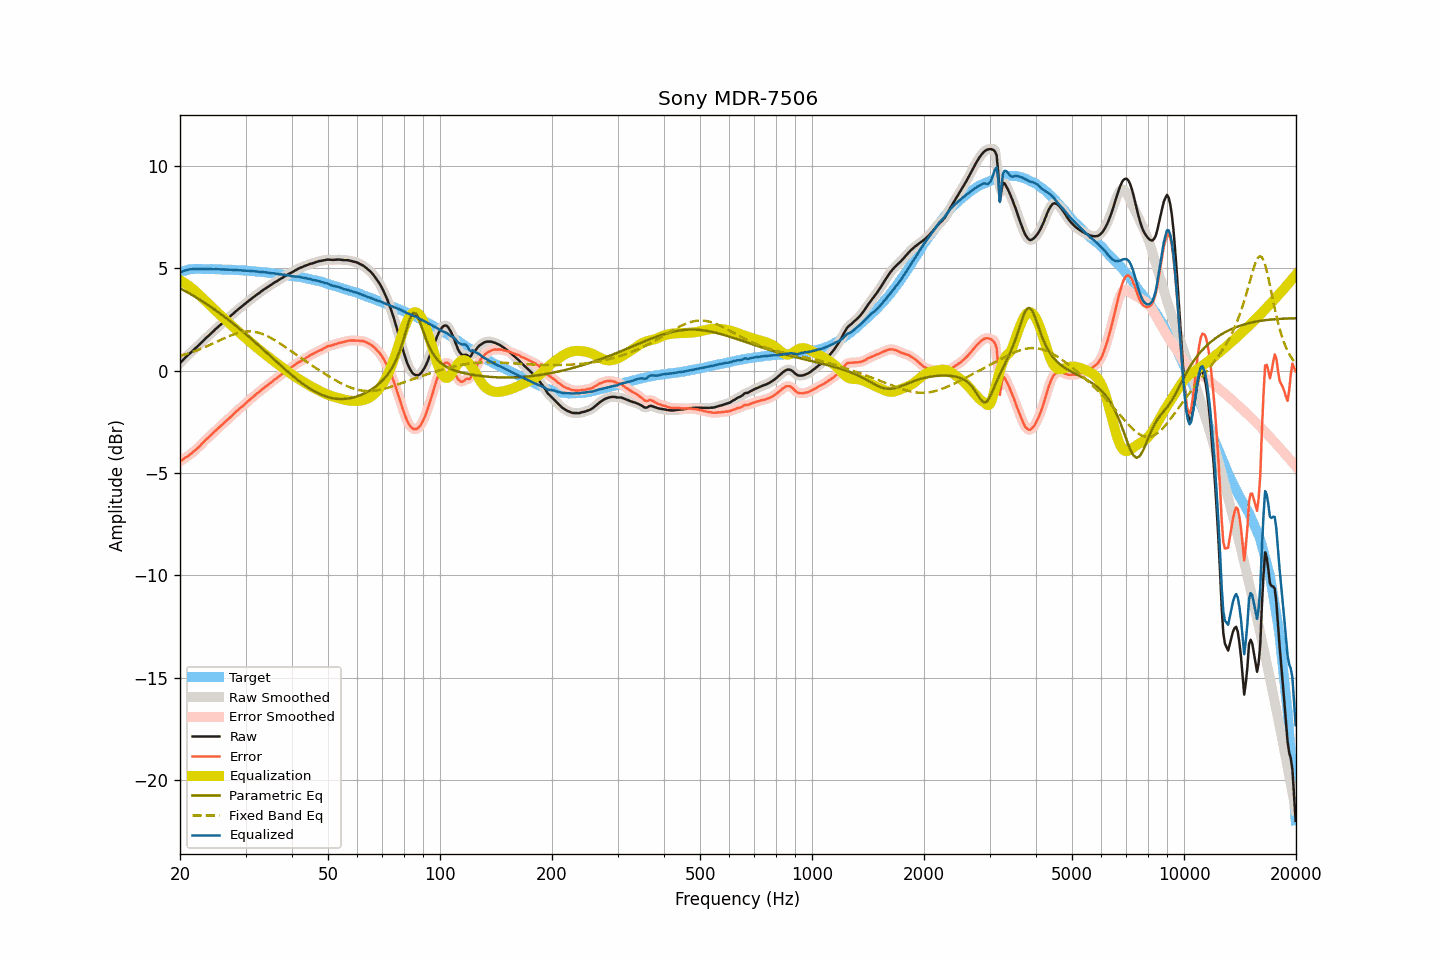 Sony MDR-7506
Amplitude (dBr)
10
5
0
−5
−10
−15
−20
Target
Raw Smoothed
Error Smoothed
Raw
Error
Equalization
Parametric Eq
Fixed Band Eq
Equalized
20 50 100 200 500 1000 2000 5000 10000 20000
Frequency (Hz)